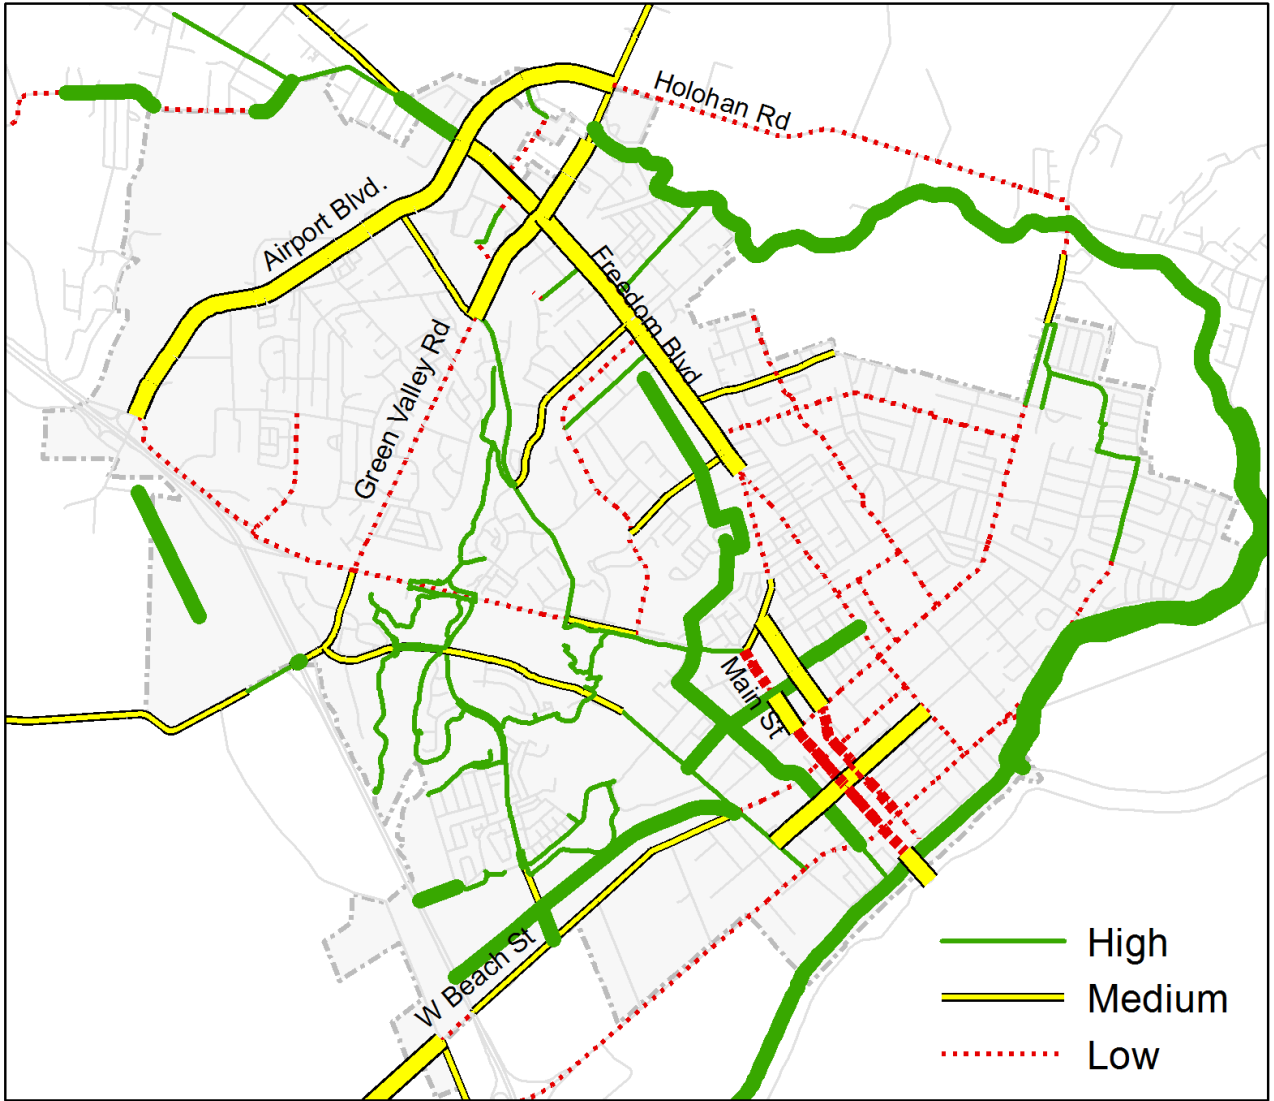 Holohan Rd
Airport Blvd.
Freedom Blvd
Green Valley Rd
Main St
W Beach St
High
Medium
Low